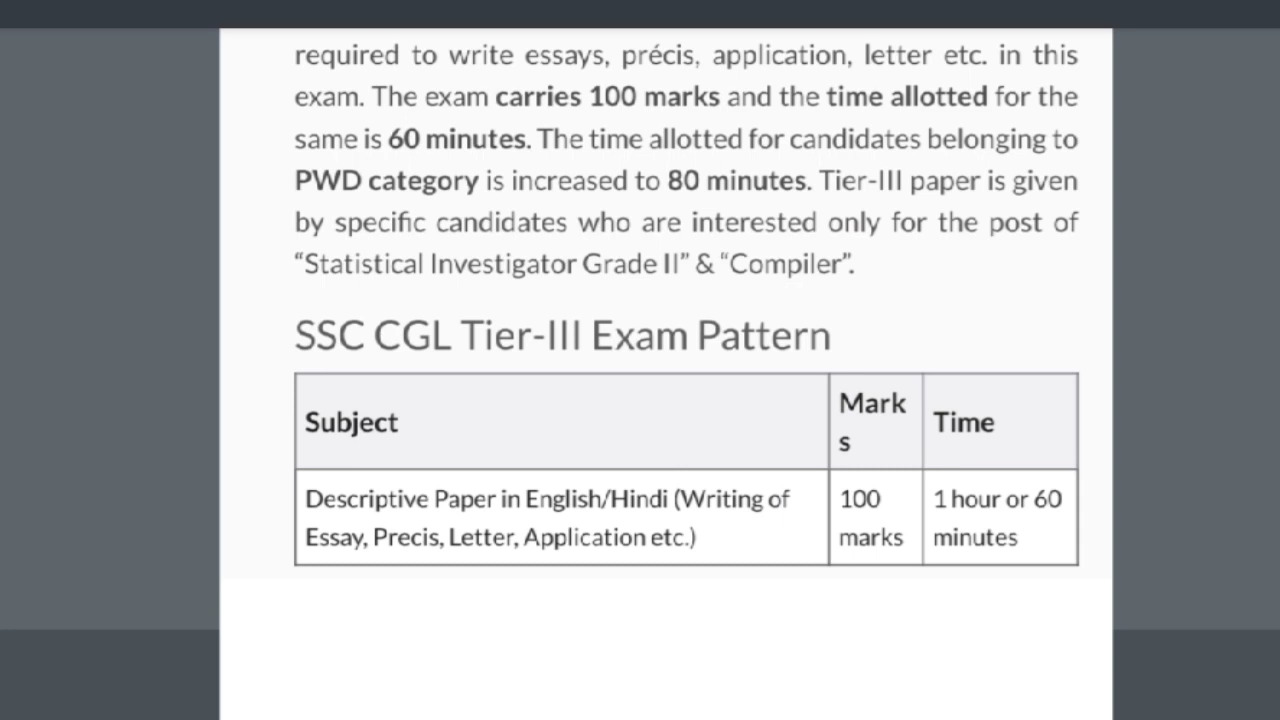 required to write essays, précis, application, letter etc. in this
exam. The exam carries 100 marks and the time allotted for the
same is 60 minutes. The time allotted for candidates belonging to
PWD category is increased to 80 minutes. Tier-III paper is given
by specific candidates who are interested only for the post of
“Statistical Investigator Grade II” & “Compiler”.
SSC CGL Tier-III Exam Pattern
Subject
Mark
s
Time
Descriptive Paper in English/Hindi (Writing of
Essay, Precis, Letter, Application etc.)
100
marks
1 hour or 60
minutes